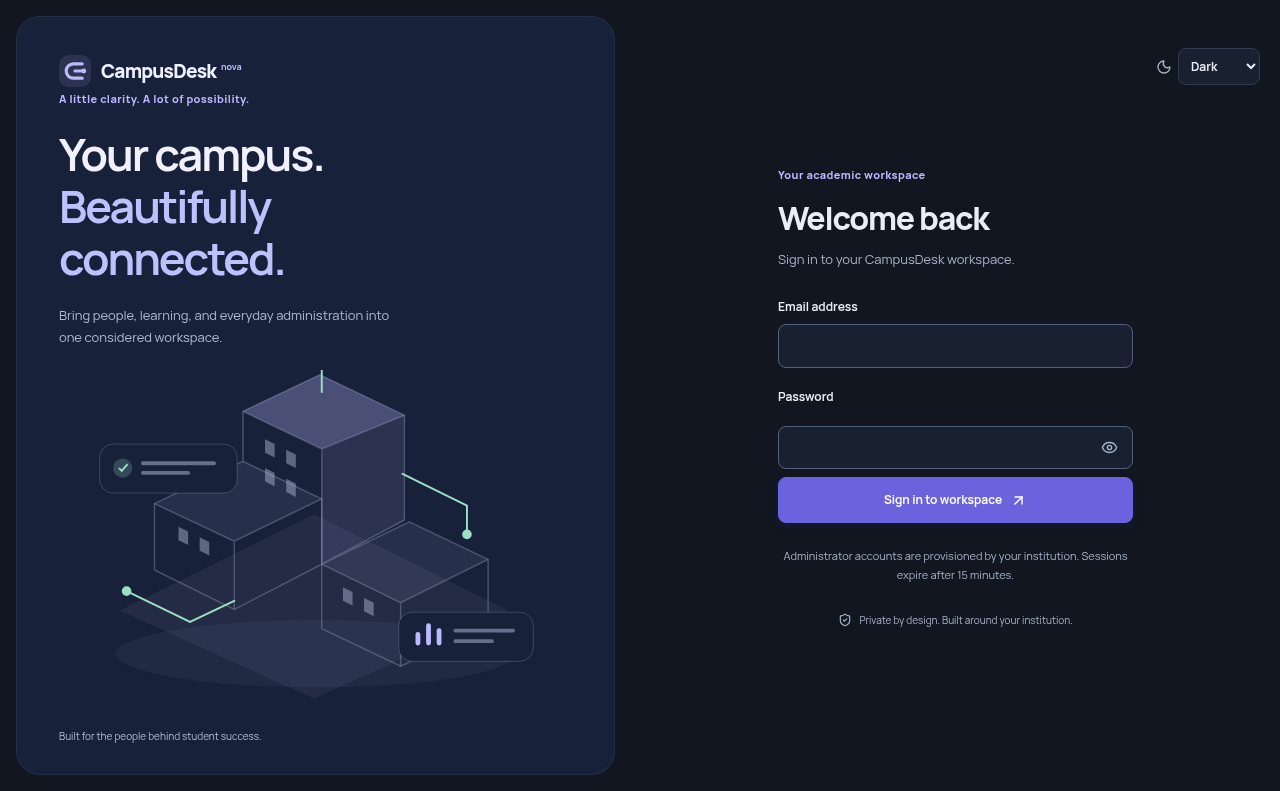 CampusDesk nova
A little clarity. A lot of possibility.
Your campus.
Beautifully
connected.
Bring people, learning, and everyday administration into
one considered workspace.
Built for the people behind student success.
Dark
Your academic workspace
Welcome back
Sign in to your CampusDesk workspace.
Email address
Password
Sign in to workspace
Administrator accounts are provisioned by your institution. Sessions
expire after 15 minutes.
Private by design. Built around your institution.